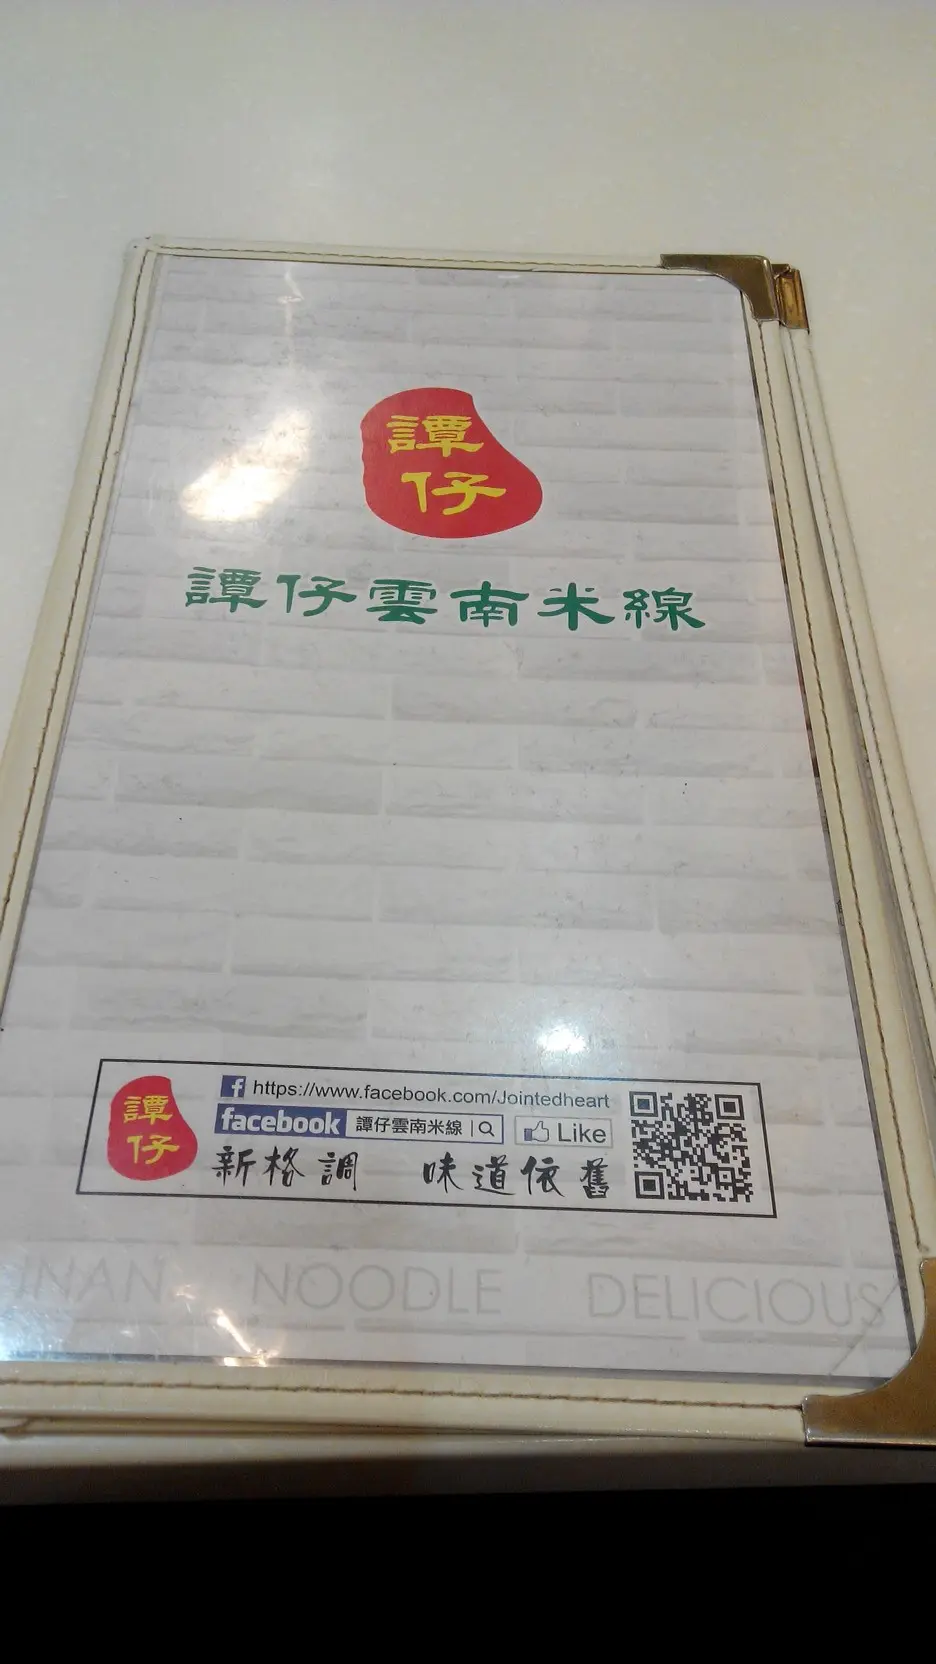 譚
仔
譚仔雲南米線
譚
仔
https://www.facebook.com/Jointedheart
facebook 譚仔雲南米線 Like
新格調 味道依舊
NOODLE DELICIOUS